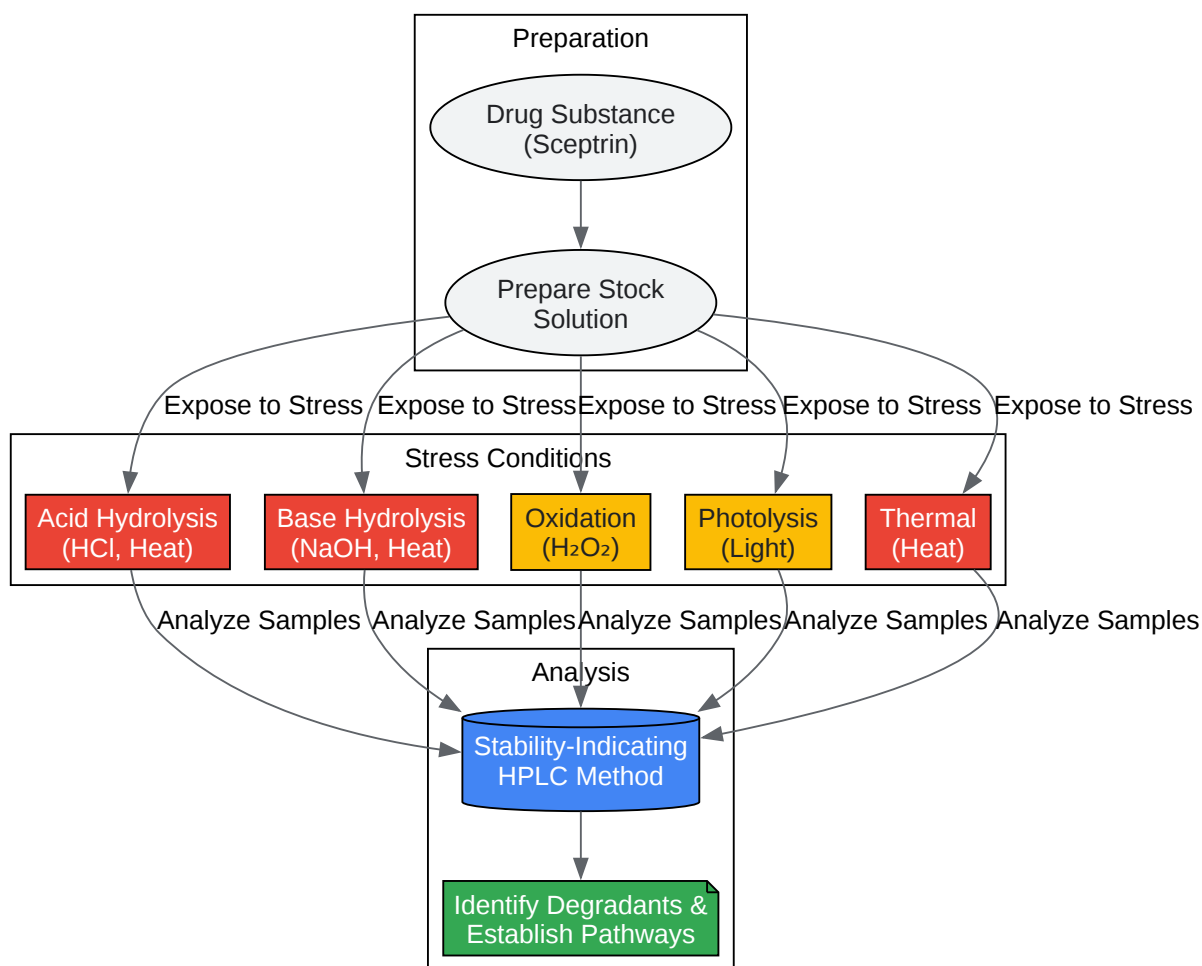 Preparation
Drug Substance
(Sceptrin)
Prepare Stock
Solution
Expose to Stress
Expose to Stress
Expose to Stress
Expose to Stress
Expose to Stress
Stress Conditions
Acid Hydrolysis
(HCl, Heat)
Base Hydrolysis
(NaOH, Heat)
Oxidation
(H₂O₂)
Photolysis
(Light)
Thermal
(Heat)
Analyze Samples
Analyze Samples
Analyze Samples
Analyze Samples
Analyze Samples
Analysis
Stability-Indicating
HPLC Method
Identify Degradants &
Establish Pathways